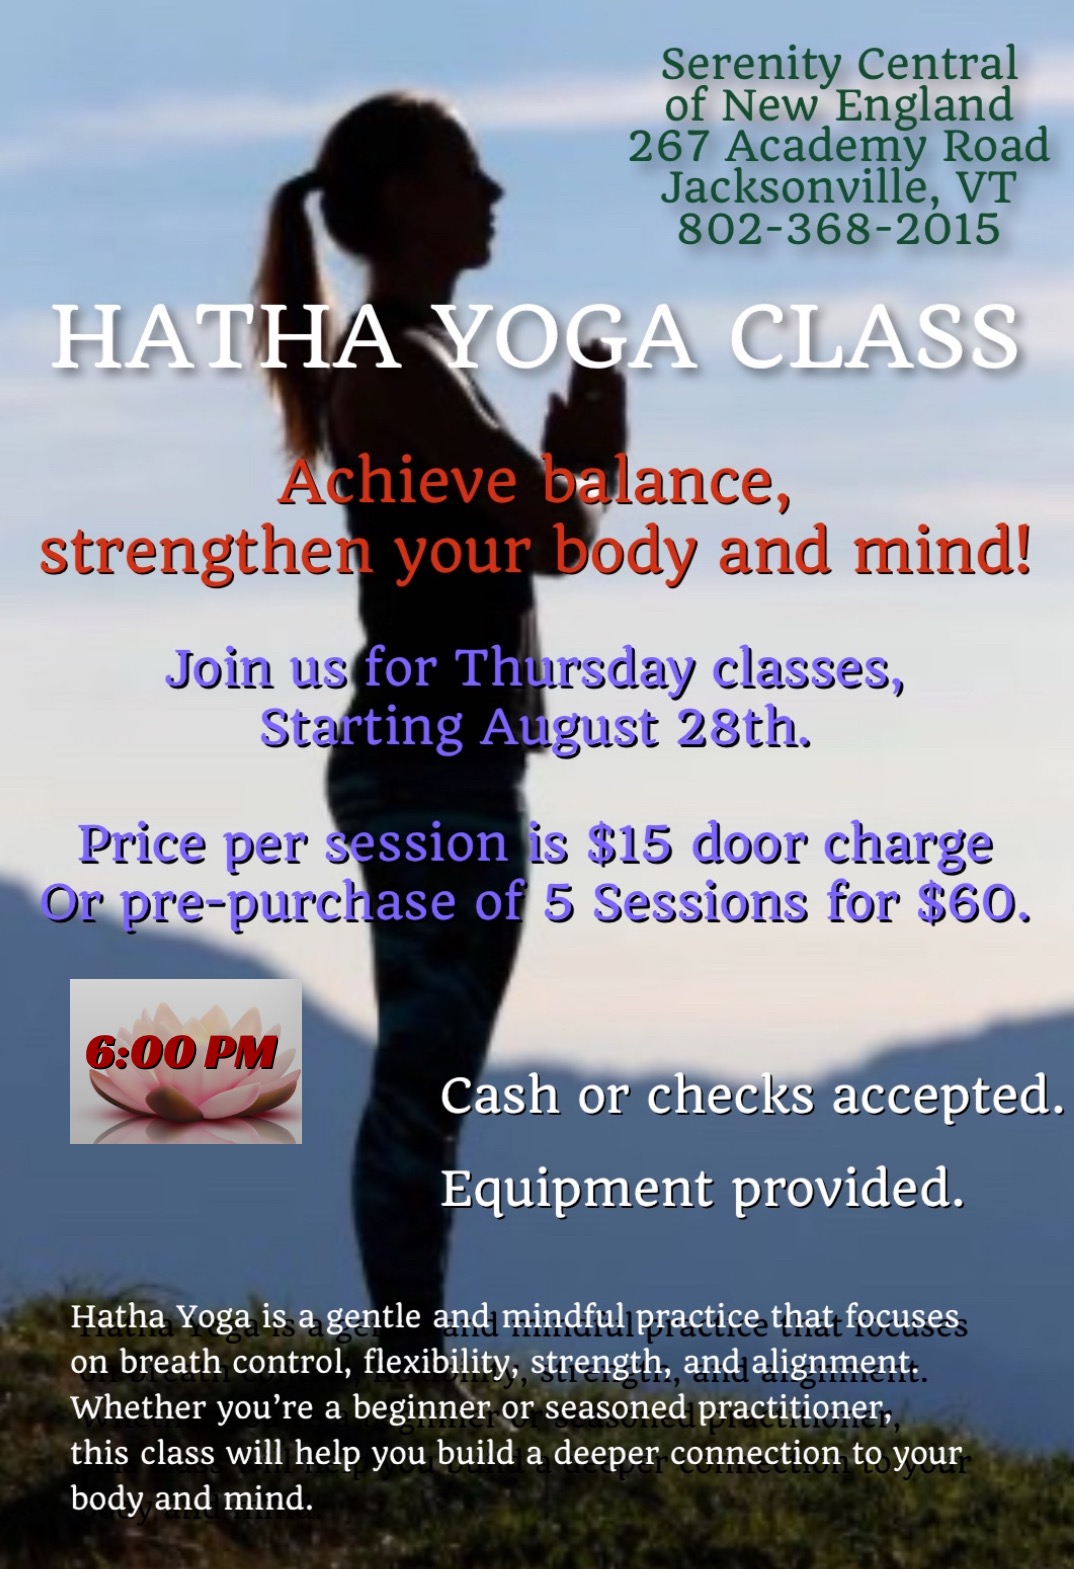 Serenity Central
of New England
267 Academy Road
Jacksonville, VT
802-368-2015
HATHA YOGA CLASS
Achieve balance,
strengthen your body and mind!
Join us for Thursday classes,
Starting August 28th.
Price per session is $15 door charge
Or pre-purchase of 5 Sessions for $60.
6:00 PM
Cash or checks accepted.
Equipment provided.
Hatha Yoga is a gentle and mindful practice that focuses
on breath control, flexibility, strength, and alignment.
Whether you’re a beginner or seasoned practitioner,
this class will help you build a deeper connection to your
body and mind.